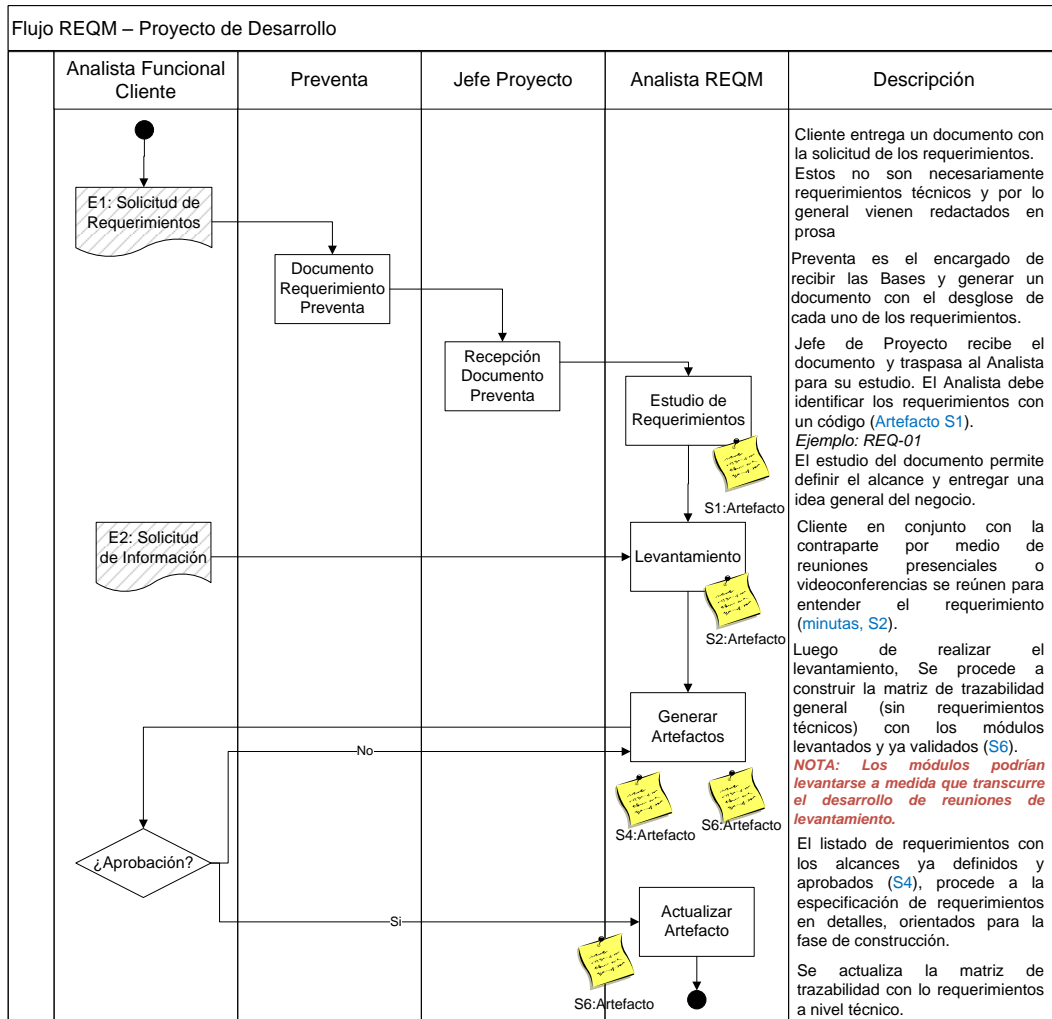 Flujo REQM – Proyecto de Desarrollo
Analista Funcional
Cliente
Preventa
Jefe Proyecto
Analista REQM
Descripción
E1: Solicitud de
Requerimientos
Documento
Requerimiento
Preventa
Recepción
Documento
Preventa
Estudio de
Requerimientos
S1:Artefacto
E2: Solicitud
de Información
Levantamiento
S2:Artefacto
Generar
Artefactos
No
S4:Artefacto
S6:Artefacto
¿Aprobación?
Si
Actualizar
Artefacto
S6:Artefacto
Cliente entrega un documento con
la solicitud de los requerimientos.
Estos no son necesariamente
requerimientos técnicos y por lo
general vienen redactados en
prosa
Preventa es el encargado de
recibir las Bases y generar un
documento con el desglose de
cada uno de los requerimientos.
Jefe de Proyecto recibe el
documento y traspasa al Analista
para su estudio. El Analista debe
identificar los requerimientos con
un código (Artefacto S1).
Ejemplo: REQ-01
El estudio del documento permite
definir el alcance y entregar una
idea general del negocio.
Cliente en conjunto con la
contraparte por medio de
reuniones presenciales o
videoconferencias se reúnen para
entender el requerimiento
(minutas, S2).
Luego de realizar el
levantamiento, Se procede a
construir la matriz de trazabilidad
general (sin requerimientos
técnicos) con los módulos
levantados y ya validados (S6).
NOTA: Los módulos podrían
levantarse a medida que transcurre
el desarrollo de reuniones de
levantamiento.
El listado de requerimientos con
los alcances ya definidos y
aprobados (S4), procede a la
especificación de requerimientos
en detalles, orientados para la
fase de construcción.
Se actualiza la matriz de
trazabilidad con lo requerimientos
a nivel técnico.